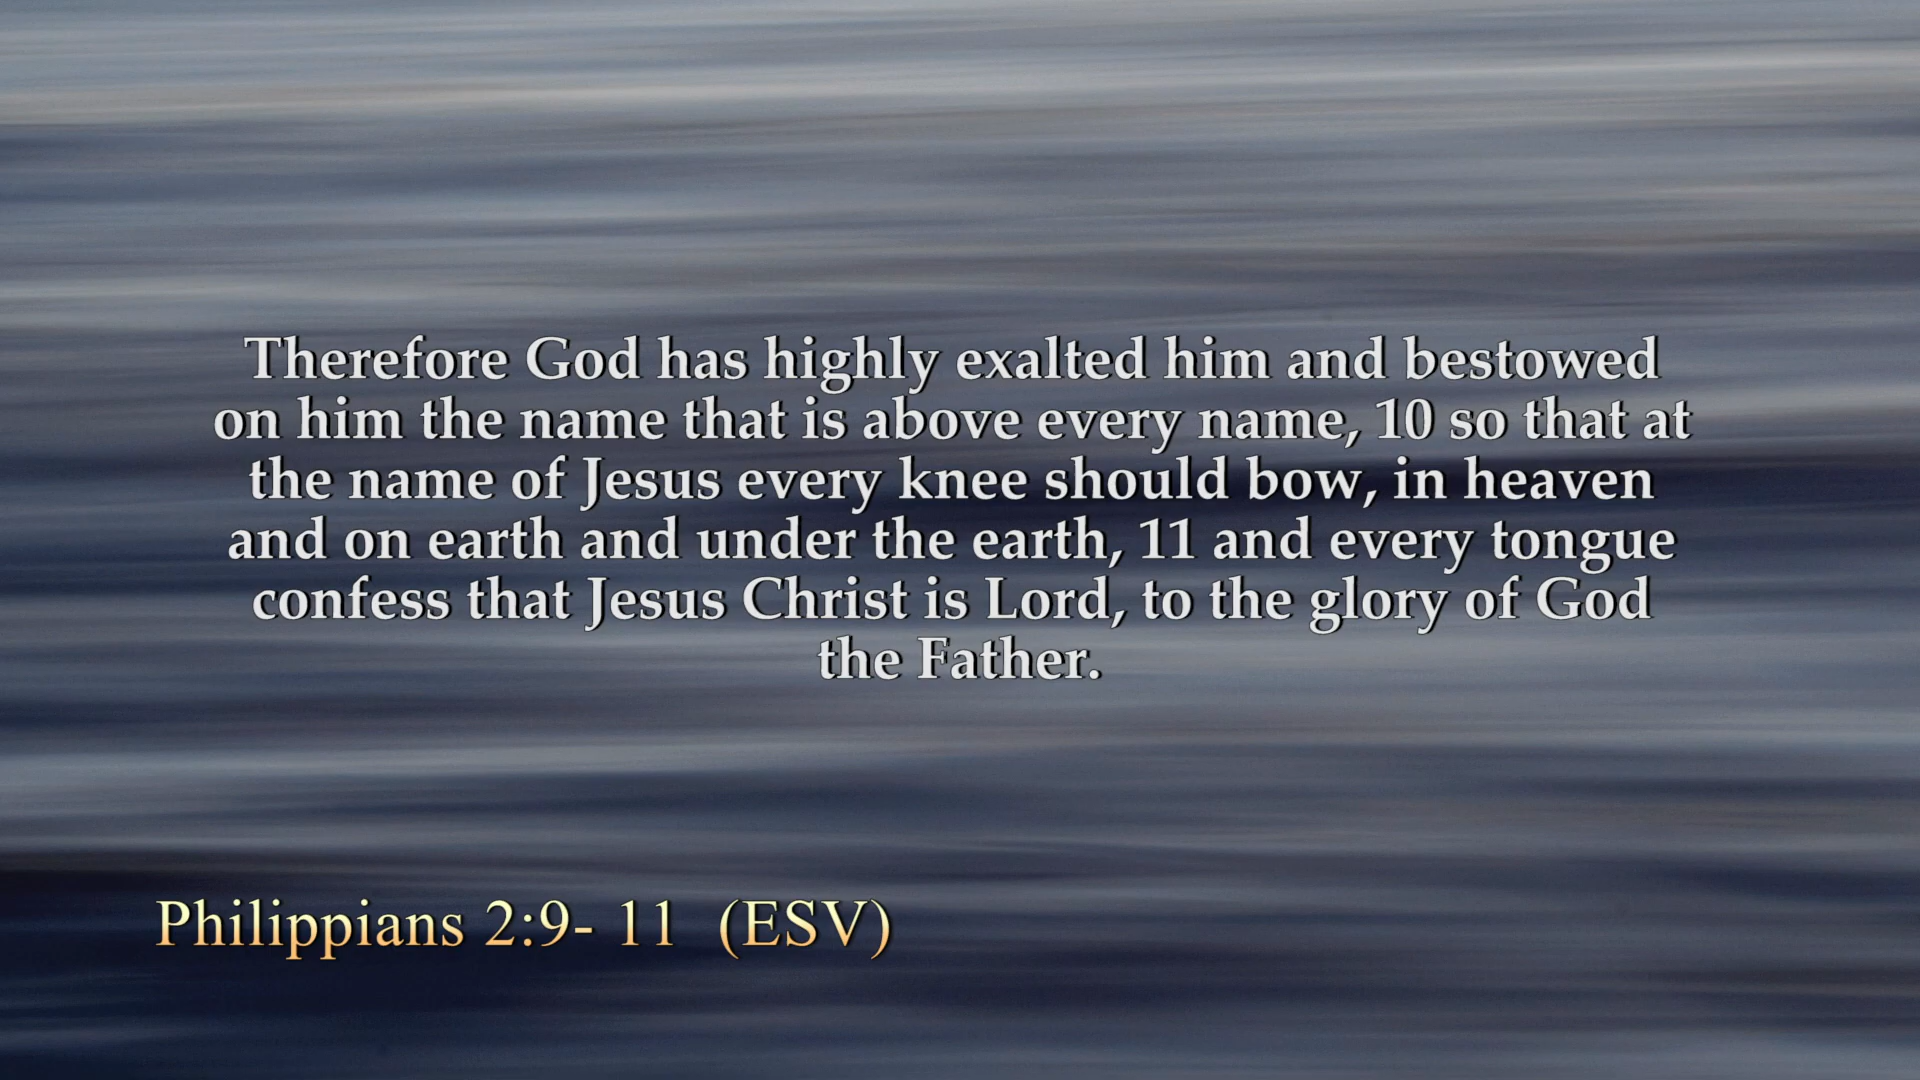 Therefore God has highly exalted him and bestowed
on him the name that is above every name, 10 so that at
the name of Jesus every knee should bow, in heaven
and on earth and under the earth, 11 and every tongue
confess that Jesus Christ is Lord, to the glory of God
the Father.
Philippians 2:9- 11  (ESV)